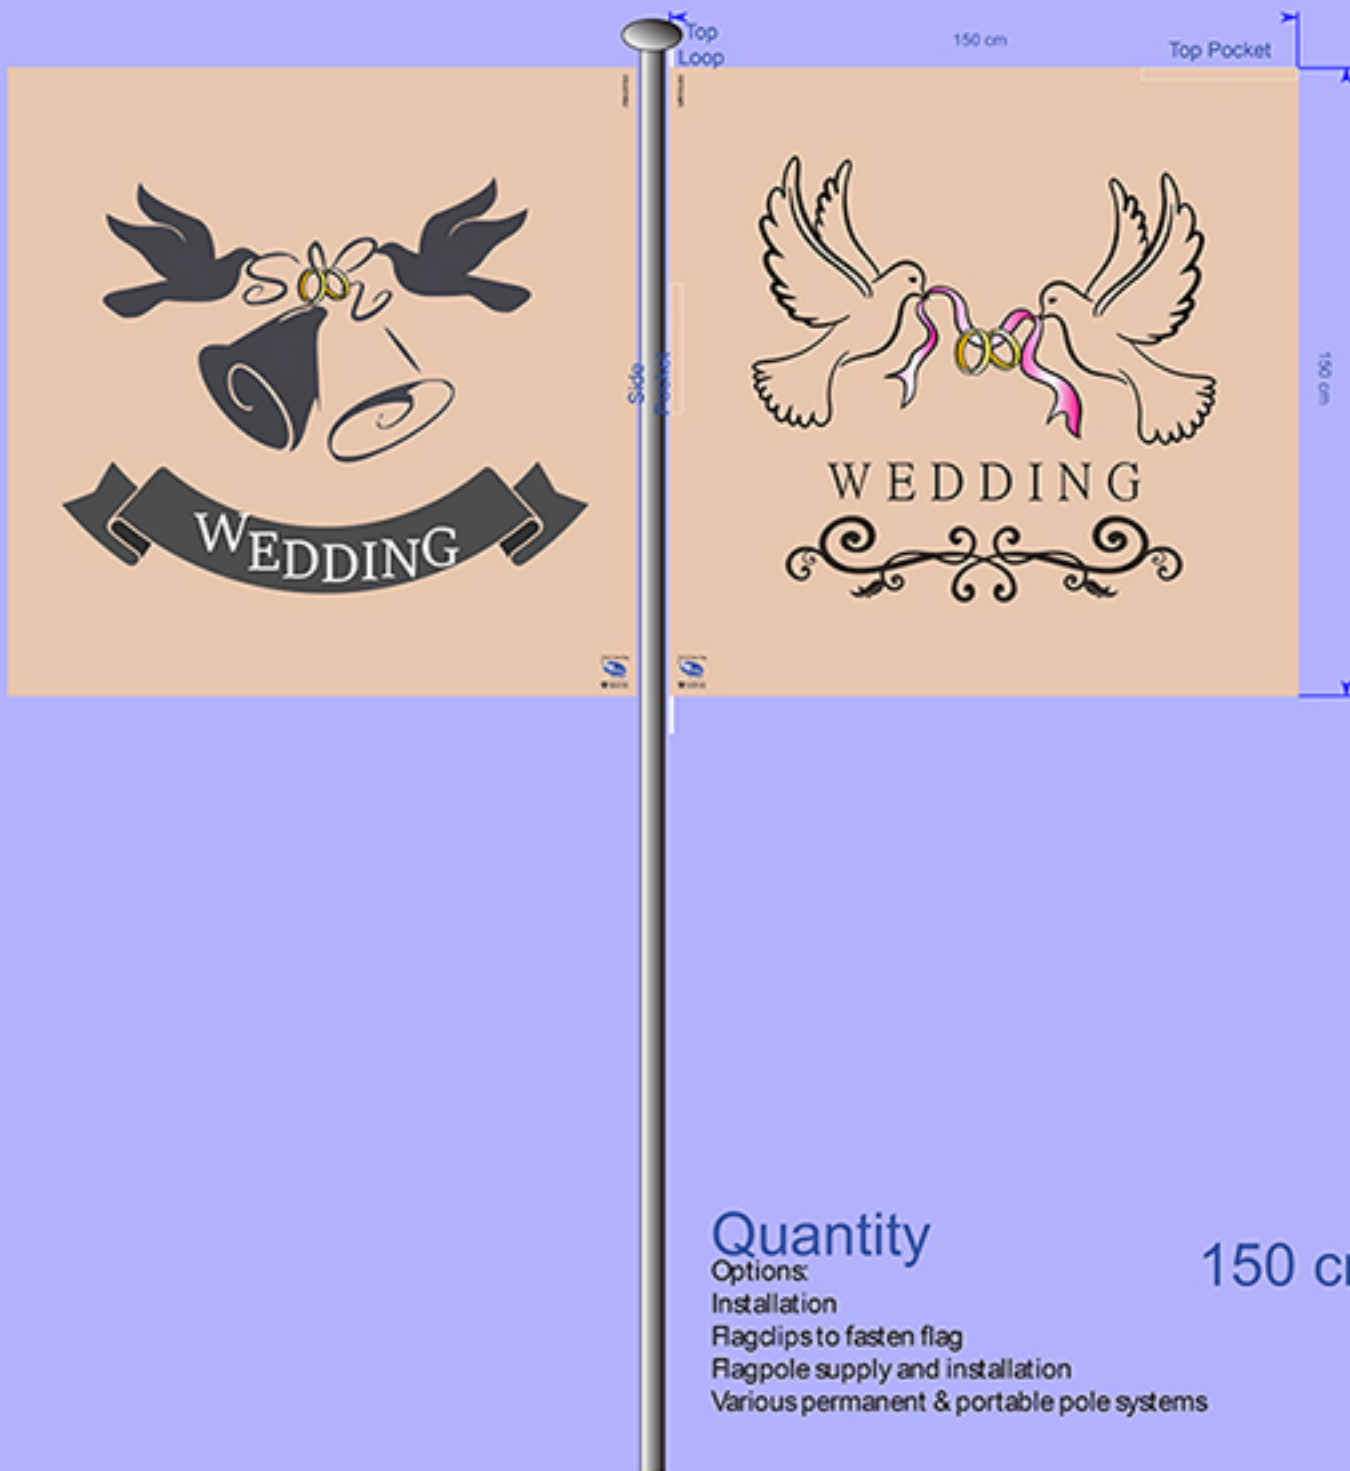 Top
Loop
150 cm
Top Pocket
Side
Pocket
150 cm
WEDDING
WEDDING
Quantity
150 c
Options:
Installation
Flagclips to fasten flag
Flagpole supply and installation
Various permanent & portable pole systems